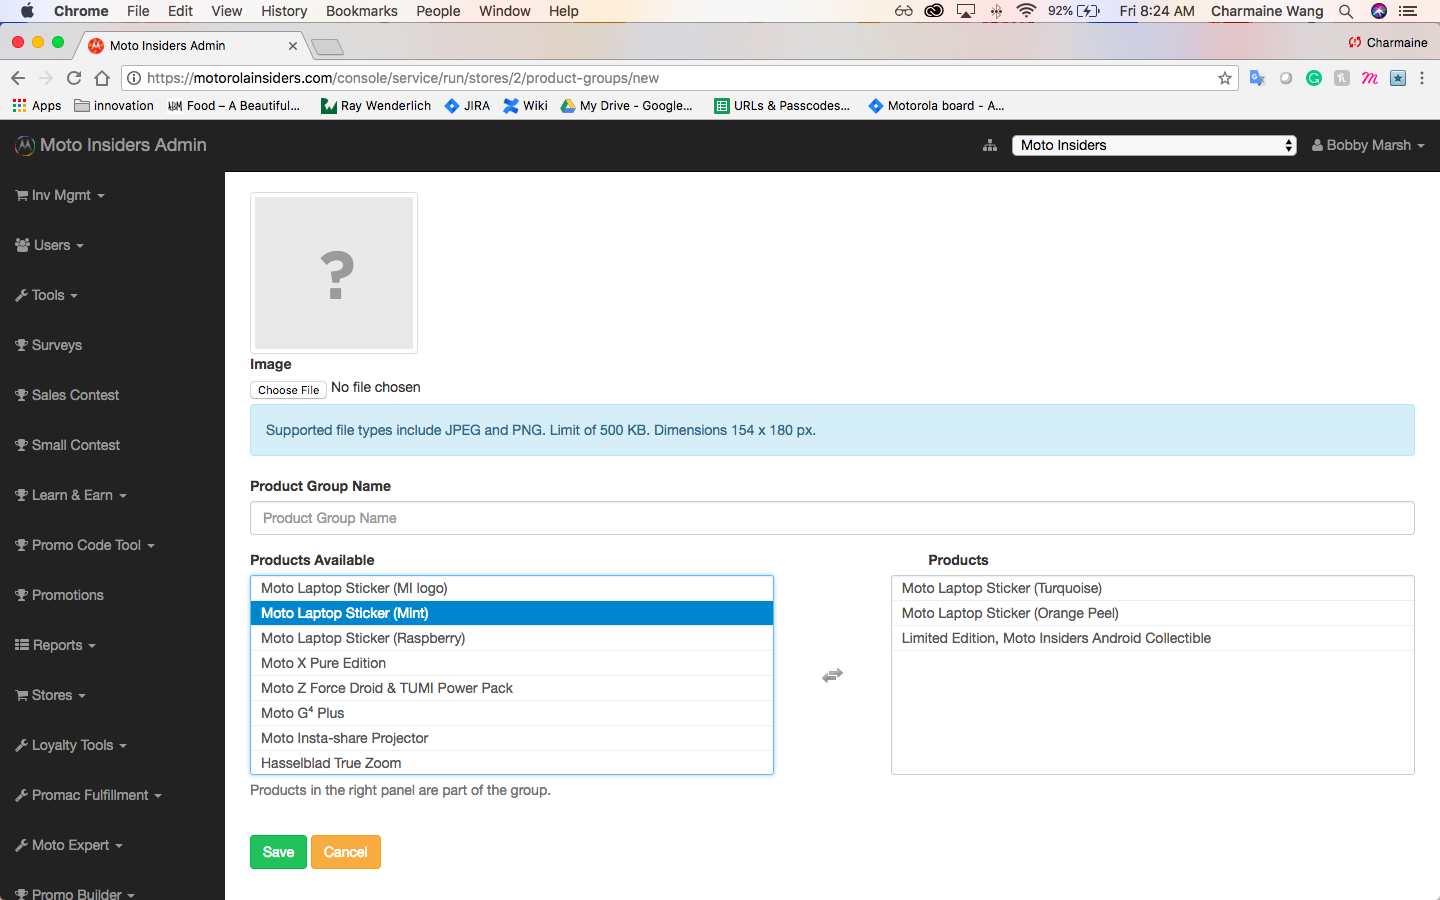 Chrome File Edit View History Bookmarks People Window Help 92% Fri 8:24 AM Charmaine Wang
Moto Insiders Admin Charmaine
https://motorolainsiders.com/console/service/run/stores/2/product-groups/new
Apps innovation Food – A Beautiful... Ray Wenderlich JIRA Wiki My Drive - Google... URLs & Passcodes... Motorola board - A...
Moto Insiders Admin Moto Insiders Bobby Marsh
Inv Mgmt
Users
Tools
Surveys
Sales Contest
Small Contest
Learn & Earn
Promo Code Tool
Promotions
Reports
Stores
Loyalty Tools
Promac Fulfillment
Moto Expert
Promo Builder
?
Image
Choose File No file chosen
Supported file types include JPEG and PNG. Limit of 500 KB. Dimensions 154 x 180 px.
Product Group Name
Product Group Name
Products Available
Moto Laptop Sticker (MI logo)
Moto Laptop Sticker (Mint)
Moto Laptop Sticker (Raspberry)
Moto X Pure Edition
Moto Z Force Droid & TUMI Power Pack
Moto G⁴ Plus
Moto Insta-share Projector
Hasselblad True Zoom
Products in the right panel are part of the group.
Products
Moto Laptop Sticker (Turquoise)
Moto Laptop Sticker (Orange Peel)
Limited Edition, Moto Insiders Android Collectible
Save Cancel